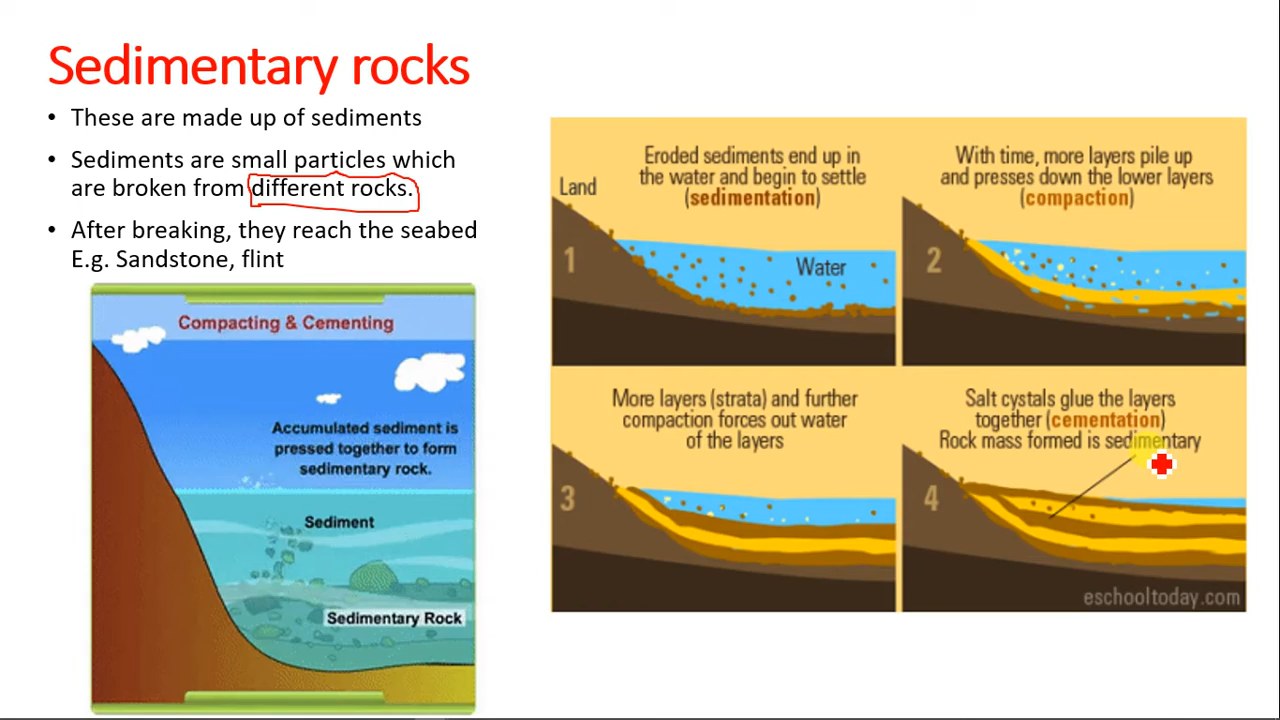 Sedimentary rocks
• These are made up of sediments
• Sediments are small particles which
are broken from different rocks.
• After breaking, they reach the seabed
E.g. Sandstone, flint
Compacting & Cementing
Accumulated sediment is
pressed together to form
sedimentary rock.
Sediment
Sedimentary Rock
Eroded sediments end up in
the water and begin to settle
(sedimentation)
Land
1
Water
With time, more layers pile up
and presses down the lower layers
(compaction)
2
More layers (strata) and further
compaction forces out water
of the layers
3
Salt cystals glue the layers
together (cementation)
Rock mass formed is sedimentary
4
eschooltoday.com